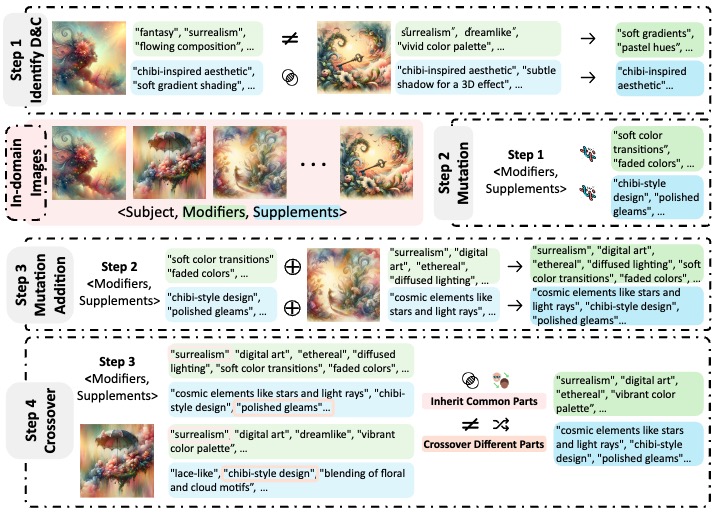 Step 1
Identify D&C
"fantasy", "surrealism",
"flowing composition", ...
"chibi-inspired aesthetic",
"soft gradient shading", ...
≠
"surrealism", "dreamlike",
"vivid color palette", ...
"chibi-inspired aesthetic", "subtle
shadow for a 3D effect", ...
→
"soft gradients",
"pastel hues", ...
→
"chibi-inspired
aesthetic"...
In-domain
Images
...
<Subject, Modifiers, Supplements>
Step 2
Mutation
Step 1
<Modifiers,
Supplements>
"soft color
transitions",
"faded colors", ...
"chibi-style
design", "polished
gleams", ...
Step 3
Mutation
Addition
Step 2
<Modifiers,
Supplements>
"soft color transitions"
"faded colors", ...
"chibi-style design",
"polished gleams", ...
⊕
⊕
"surrealism", "digital
art", "ethereal",
"diffused lighting", ...
"cosmic elements like
stars and light rays", ...
→
→
"surrealism", "digital art",
"ethereal", "diffused lighting", "soft
color transitions", "faded colors", ...
"cosmic elements like stars and
light rays", "chibi-style design",
"polished gleams"...
Step 4
Crossover
Step 3
<Modifiers,
Supplements>
"surrealism" "digital art", "ethereal", "diffused
lighting", "soft color transitions", "faded colors", ...
"cosmic elements like stars and light rays", "chibi-
style design", "polished gleams"...
"surrealism", "digital art", "dreamlike", "vibrant
color palette", ...
"lace-like", "chibi-style design", "blending of floral
and cloud motifs", ...
Inherit Common Parts
≠
Crossover Different Parts
"surrealism", "digital art",
"ethereal", "vibrant color
palette", ...
"cosmic elements like stars
and light rays", "chibi-style
design", "polished gleams"...